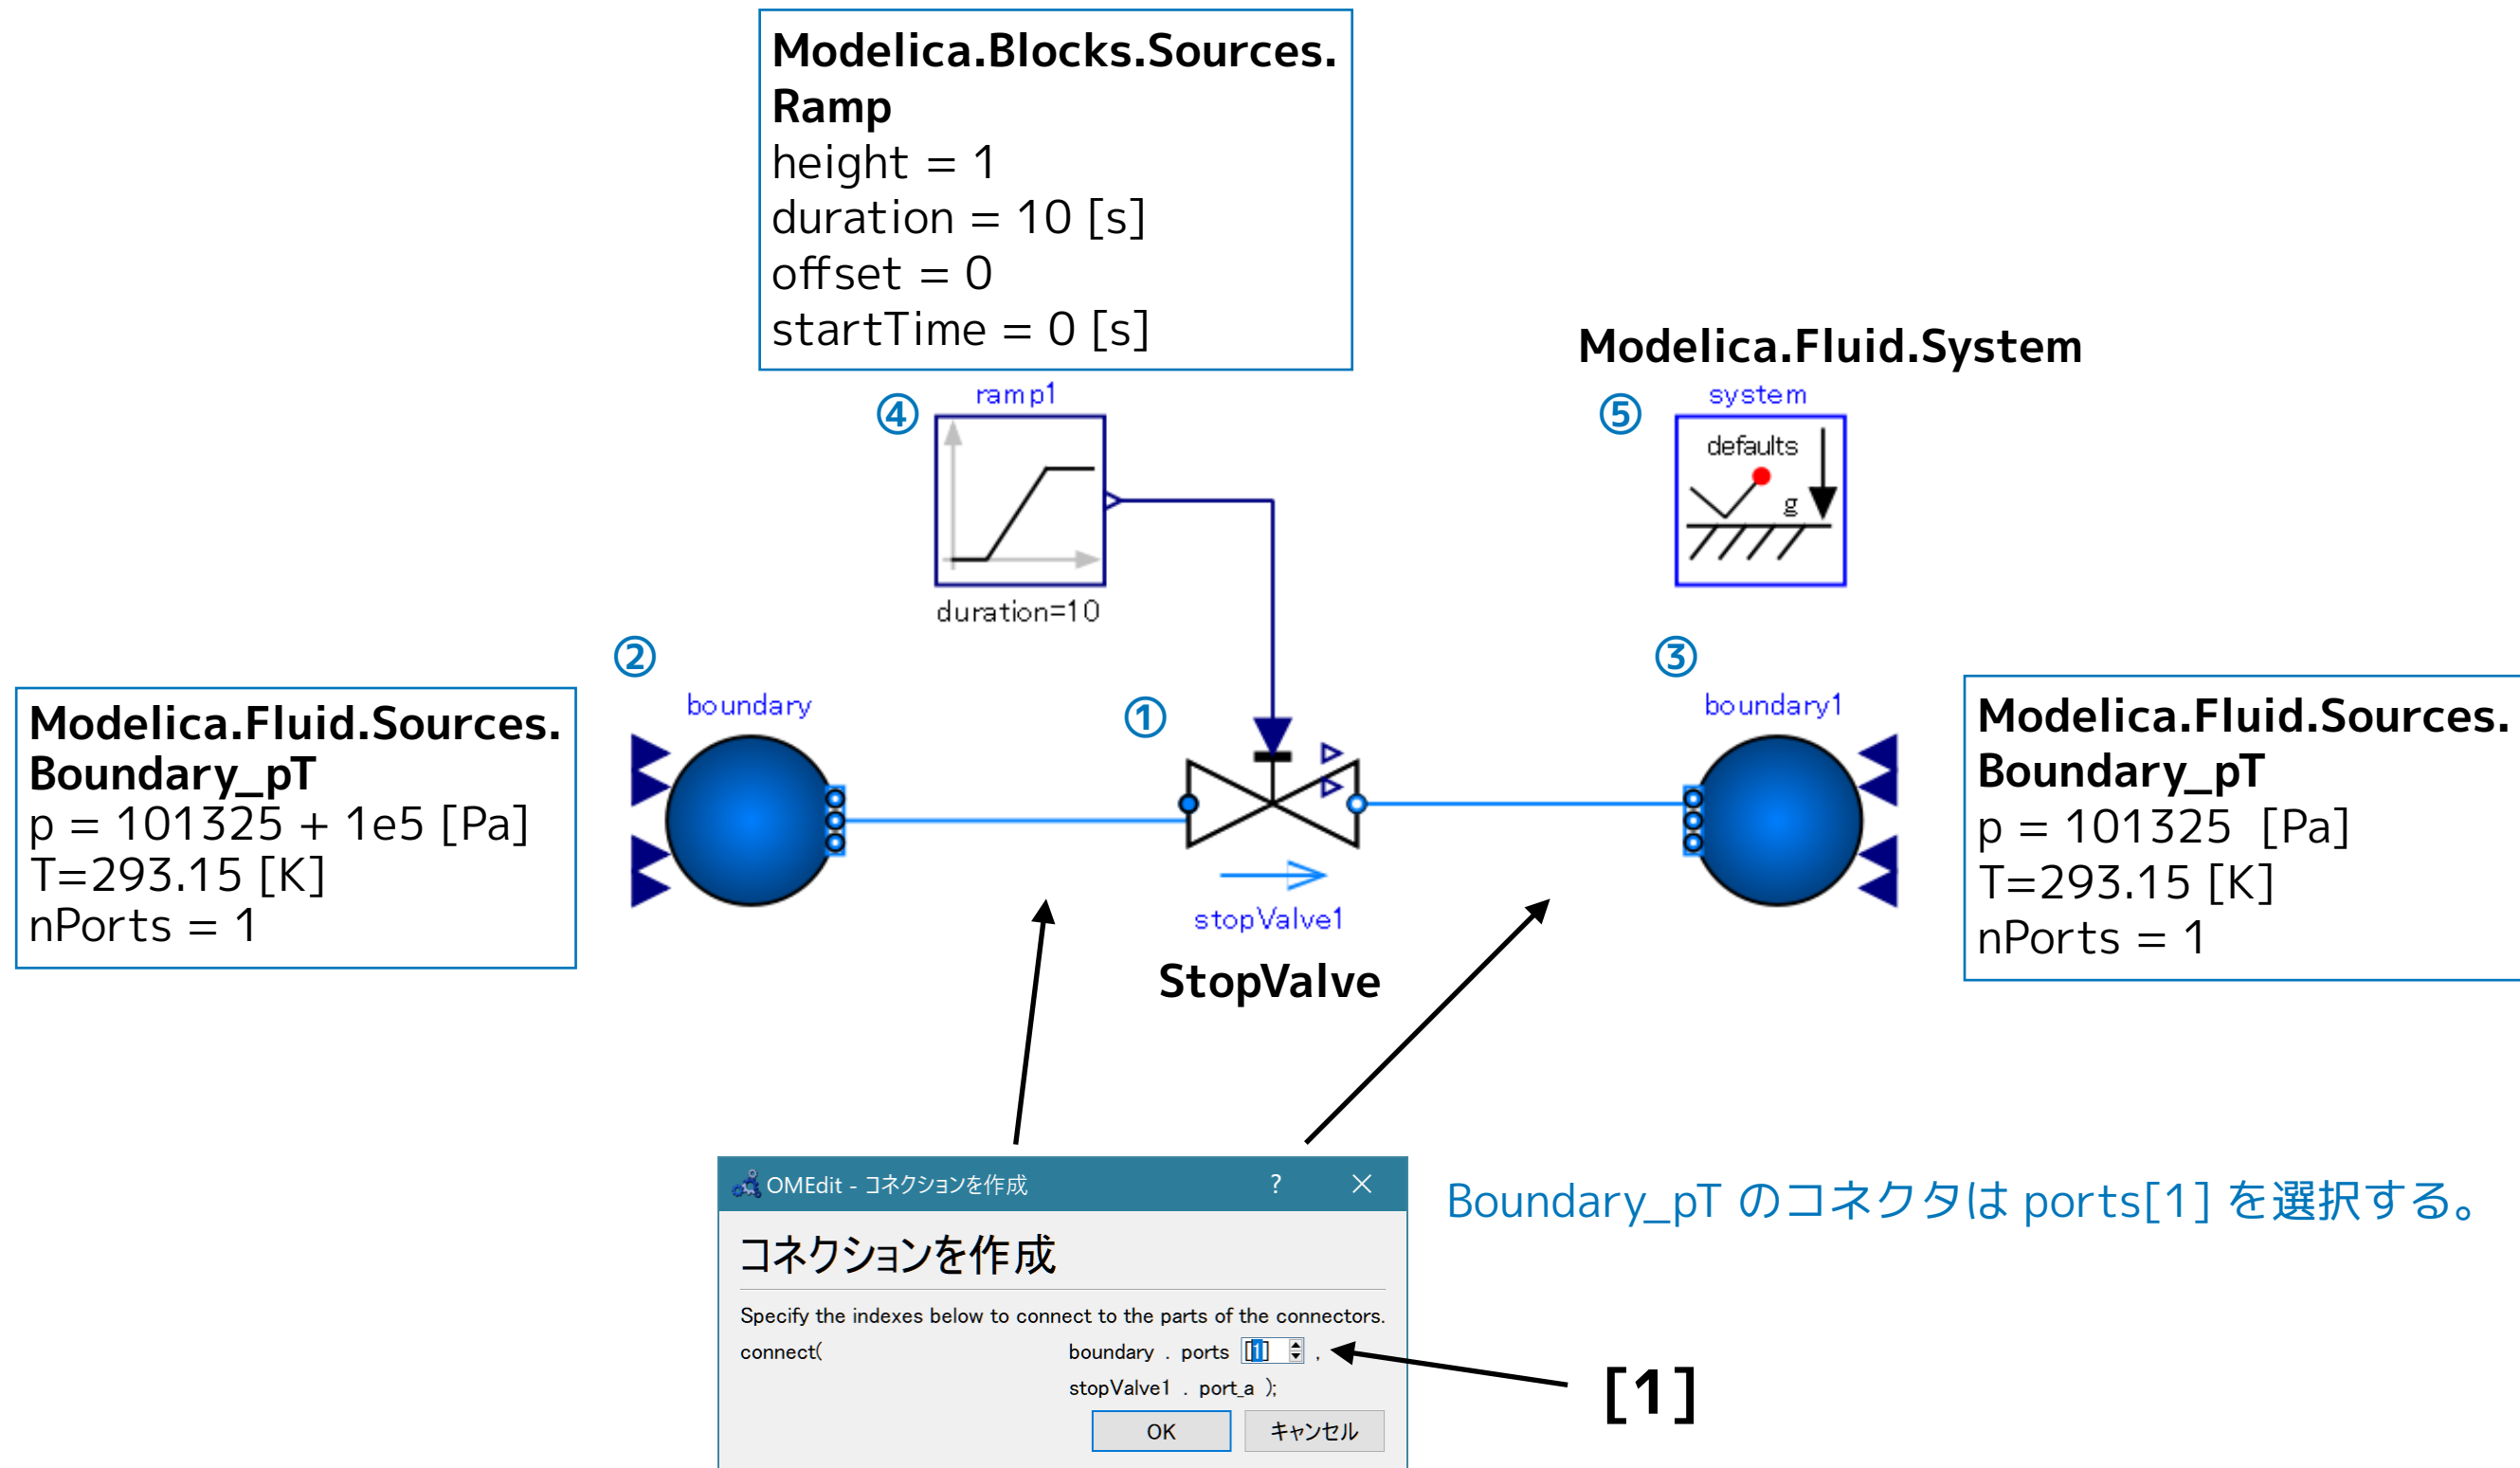 Modelica.Blocks.Sources.
Ramp
height = 1
duration = 10 [s]
offset = 0
startTime = 0 [s]
Modelica.Fluid.System
④
ramp1
duration=10
⑤
system
defaults
g
②
boundary
Modelica.Fluid.Sources.
Boundary_pT
p = 101325 + 1e5 [Pa]
T=293.15 [K]
nPorts = 1
①
stopValve1
StopValve
③
boundary1
Modelica.Fluid.Sources.
Boundary_pT
p = 101325 [Pa]
T=293.15 [K]
nPorts = 1
OMEdit - コネクションを作成 ? ×
コネクションを作成
Specify the indexes below to connect to the parts of the connectors.
connect( boundary . ports [1] ,
stopValve1 . port_a );
OK キャンセル
Boundary_pT のコネクタは ports[1] を選択する。
[1]